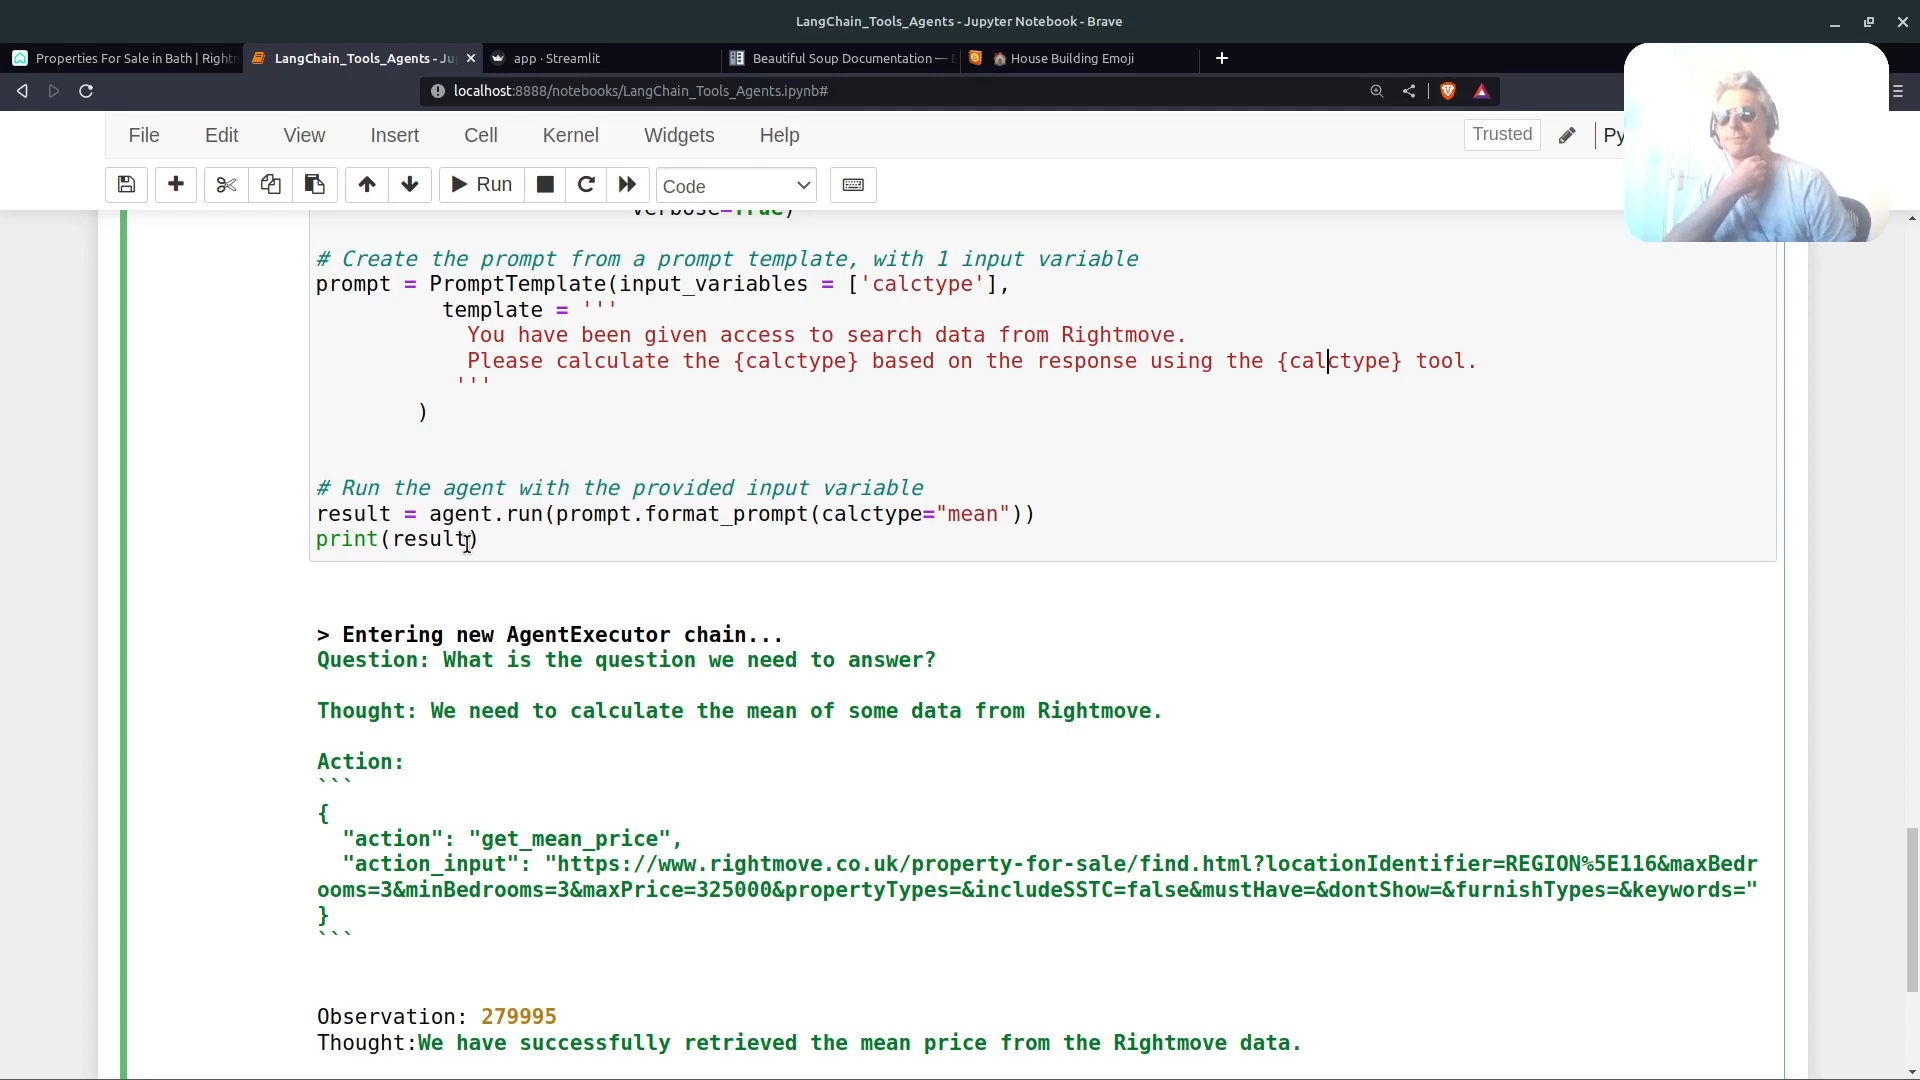 LangChain_Tools_Agents - Jupyter Notebook - Brave
Properties For Sale in Bath | Rightm
LangChain_Tools_Agents - Ju
app · Streamlit
Beautiful Soup Documentation —
House Building Emoji
localhost:8888/notebooks/LangChain_Tools_Agents.ipynb#
File Edit View Insert Cell Kernel Widgets Help
Trusted
Py
Run
Code
verbose=True)
# Create the prompt from a prompt template, with 1 input variable
prompt = PromptTemplate(input_variables = ['calctype'],
template = '''
You have been given access to search data from Rightmove.
Please calculate the {calctype} based on the response using the {calctype} tool.
'''
)
# Run the agent with the provided input variable
result = agent.run(prompt.format_prompt(calctype="mean"))
print(result)
> Entering new AgentExecutor chain...
Question: What is the question we need to answer?
Thought: We need to calculate the mean of some data from Rightmove.
Action:
```
{
"action": "get_mean_price",
"action_input": "https://www.rightmove.co.uk/property-for-sale/find.html?locationIdentifier=REGION%5E116&maxBedr
ooms=3&minBedrooms=3&maxPrice=325000&propertyTypes=&includeSSTC=false&mustHave=&dontShow=&furnishTypes=&keywords="
}
```
Observation: 279995
Thought:We have successfully retrieved the mean price from the Rightmove data.